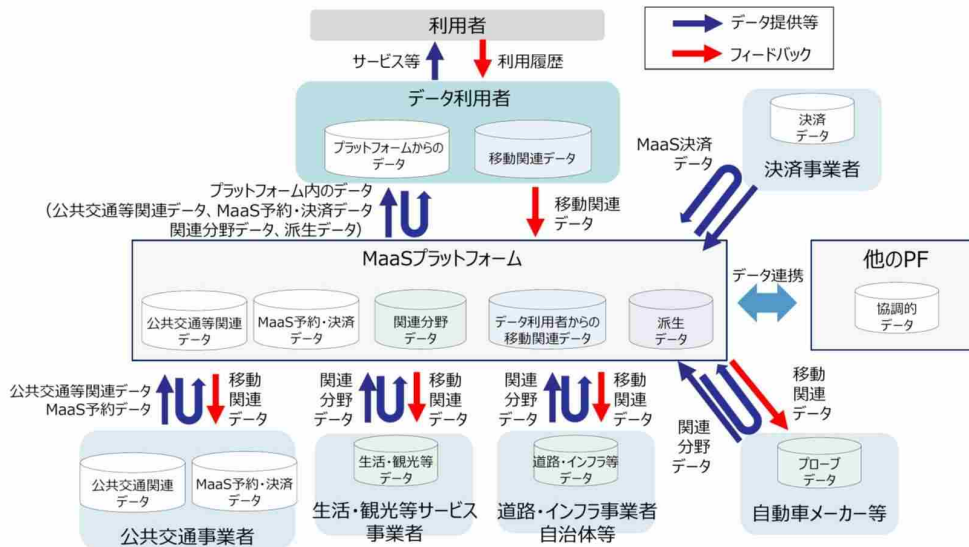 利用者
サービス等
利用履歴
データ提供等
フィードバック
データ利用者
プラットフォームからの
データ
移動関連データ
決済
データ
決済事業者
MaaS決済
データ
プラットフォーム内のデータ
（公共交通等関連データ、MaaS予約・決済データ
関連分野データ、派生データ）
移動関連
データ
MaaSプラットフォーム
公共交通等関連
データ
MaaS予約・決済
データ
関連分野
データ
データ利用者からの
移動関連データ
派生
データ
データ連携
他のPF
協調的
データ
公共交通等関連データ
MaaS予約データ
移動
関連
データ
関連
分野
データ
移動
関連
データ
関連
分野
データ
移動
関連
データ
関連
分野
データ
移動
関連
データ
公共交通関連
データ
MaaS予約・決済
データ
公共交通事業者
生活・観光等
データ
生活・観光等サービス
事業者
道路・インフラ等
データ
道路・インフラ事業者
自治体等
プローブ
データ
自動車メーカー等